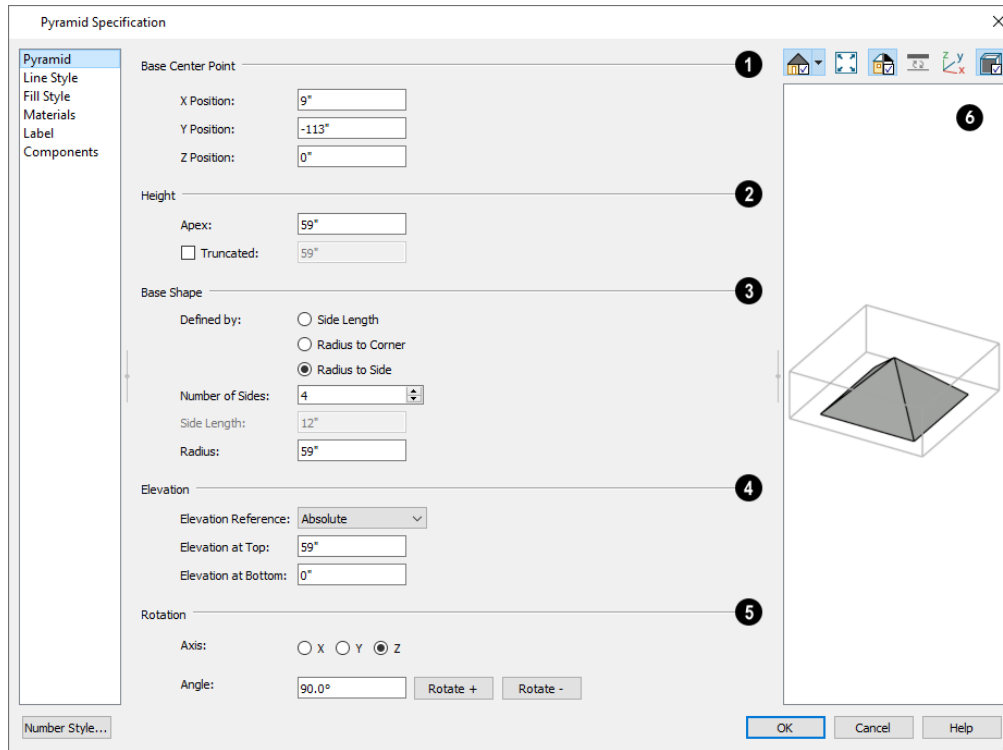 Pyramid Specification
Pyramid
Line Style
Fill Style
Materials
Label
Components
Base Center Point 1
X Position: 9"
Y Position: -113"
Z Position: 0"
Height 2
Apex: 59"
Truncated: 59"
Base Shape 3
Defined by: Side Length
Radius to Corner
Radius to Side
Number of Sides: 4
Side Length: 12"
Radius: 59"
Elevation 4
Elevation Reference: Absolute
Elevation at Top: 59"
Elevation at Bottom: 0"
Rotation 5
Axis: X Y Z
Angle: 90.0° Rotate + Rotate -
z y x
6
Number Style... OK Cancel Help